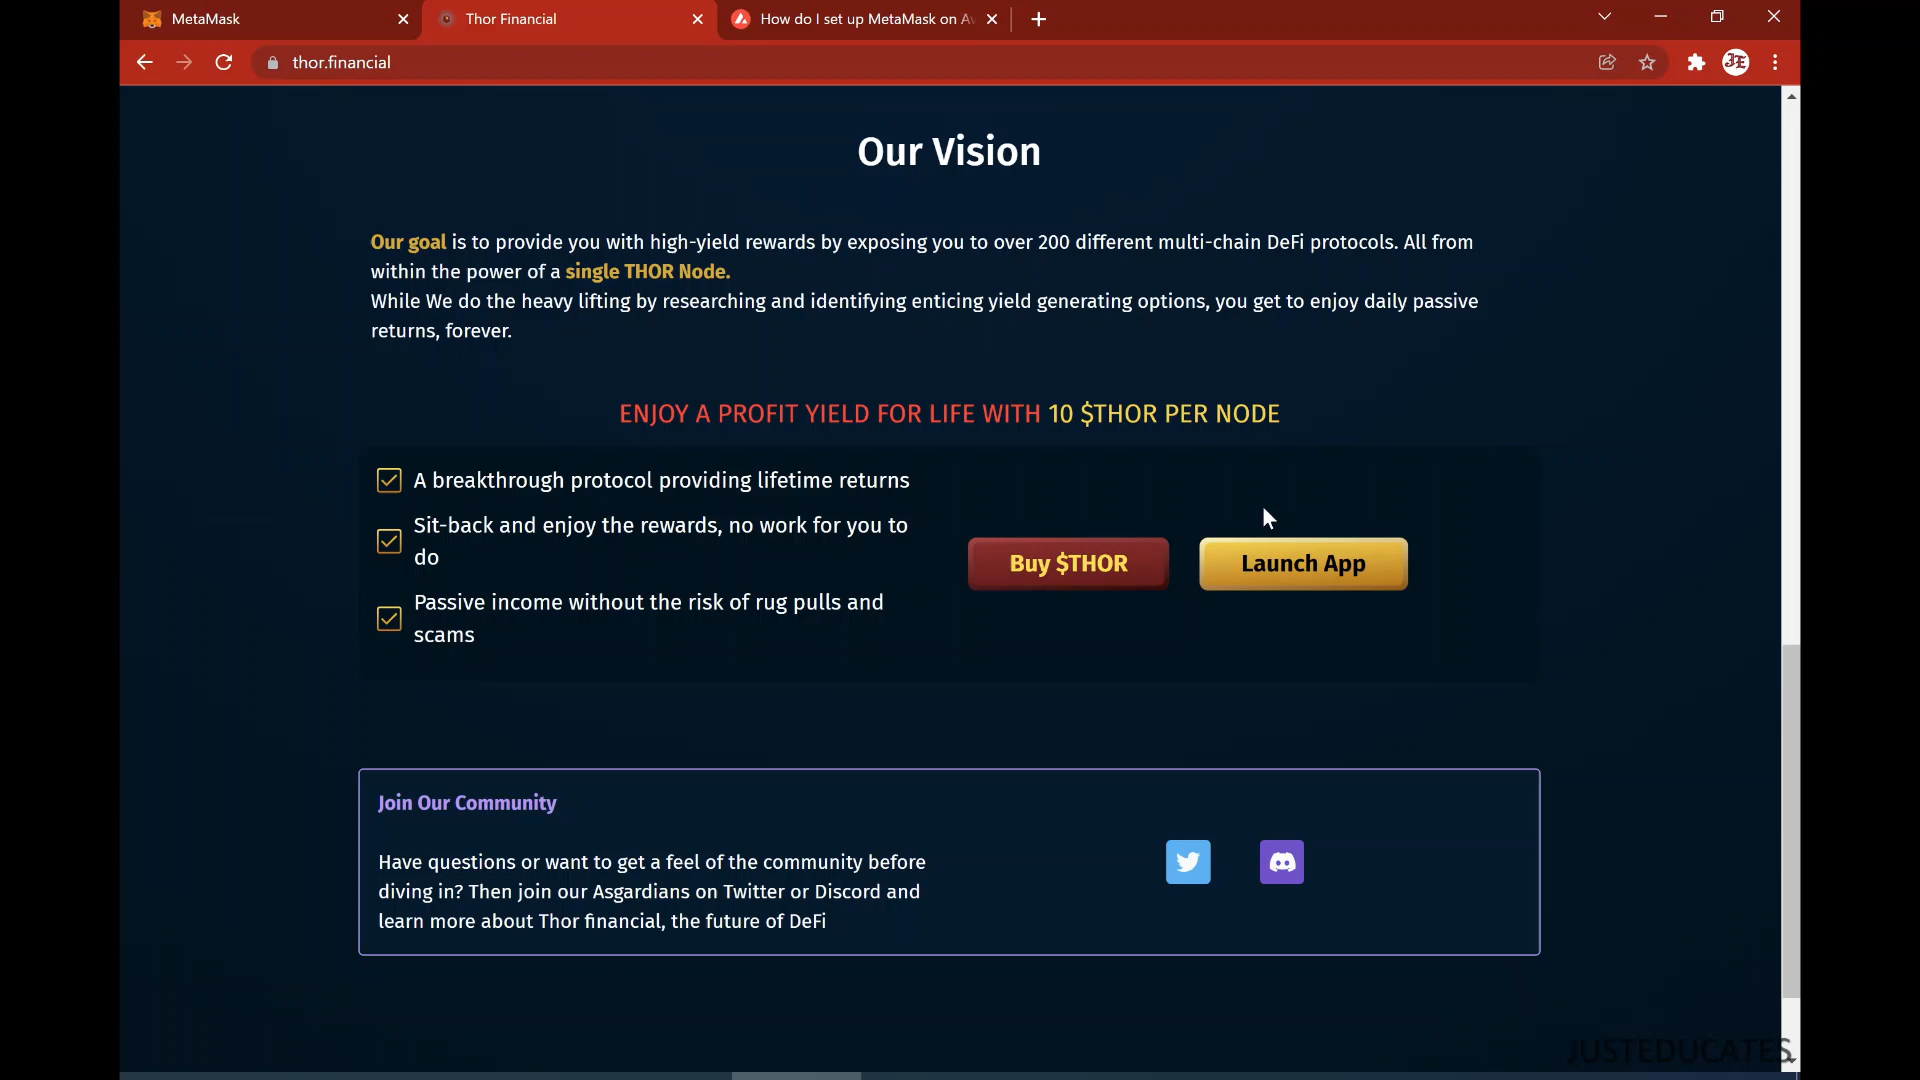 MetaMask
Thor Financial
How do I set up MetaMask on Av
thor.financial
Our Vision
Our goal is to provide you with high-yield rewards by exposing you to over 200 different multi-chain DeFi protocols. All from
within the power of a single THOR Node.
While We do the heavy lifting by researching and identifying enticing yield generating options, you get to enjoy daily passive
returns, forever.
ENJOY A PROFIT YIELD FOR LIFE WITH 10 $THOR PER NODE
A breakthrough protocol providing lifetime returns
Sit-back and enjoy the rewards, no work for you to
do
Passive income without the risk of rug pulls and
scams
Buy $THOR
Launch App
Join Our Community
Have questions or want to get a feel of the community before
diving in? Then join our Asgardians on Twitter or Discord and
learn more about Thor financial, the future of DeFi
JUSTEDUCATES